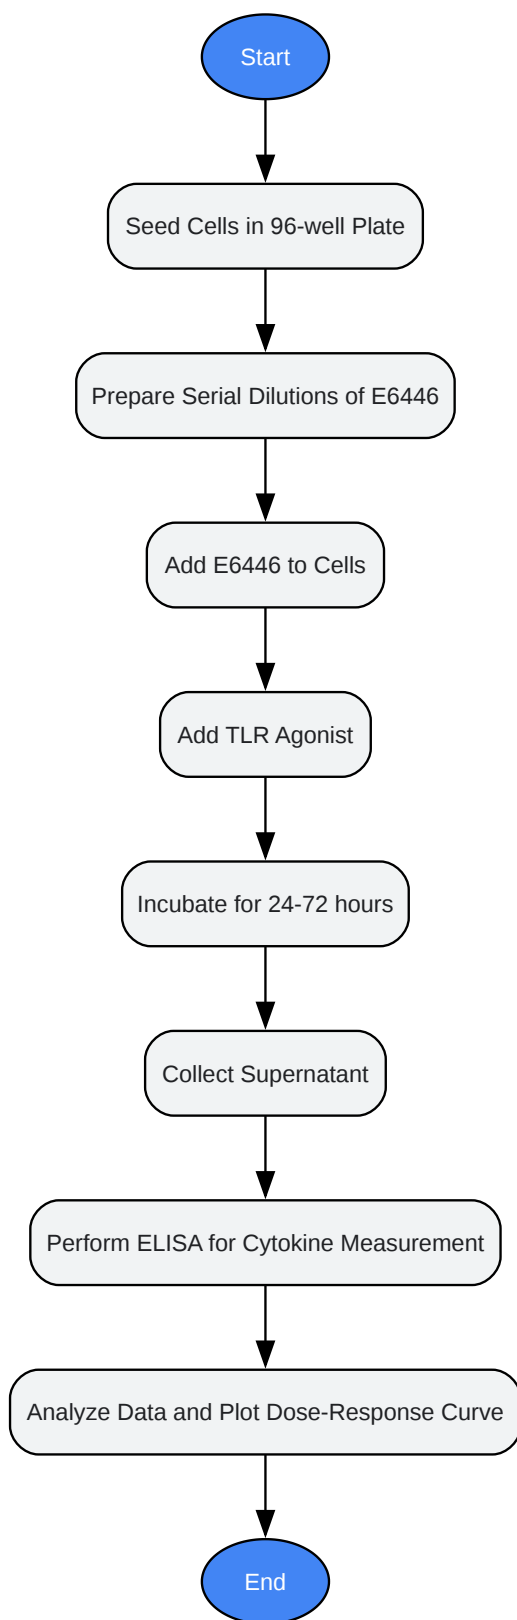 Start
Seed Cells in 96-well Plate
Prepare Serial Dilutions of E6446
Add E6446 to Cells
Add TLR Agonist
Incubate for 24-72 hours
Collect Supernatant
Perform ELISA for Cytokine Measurement
Analyze Data and Plot Dose-Response Curve
End